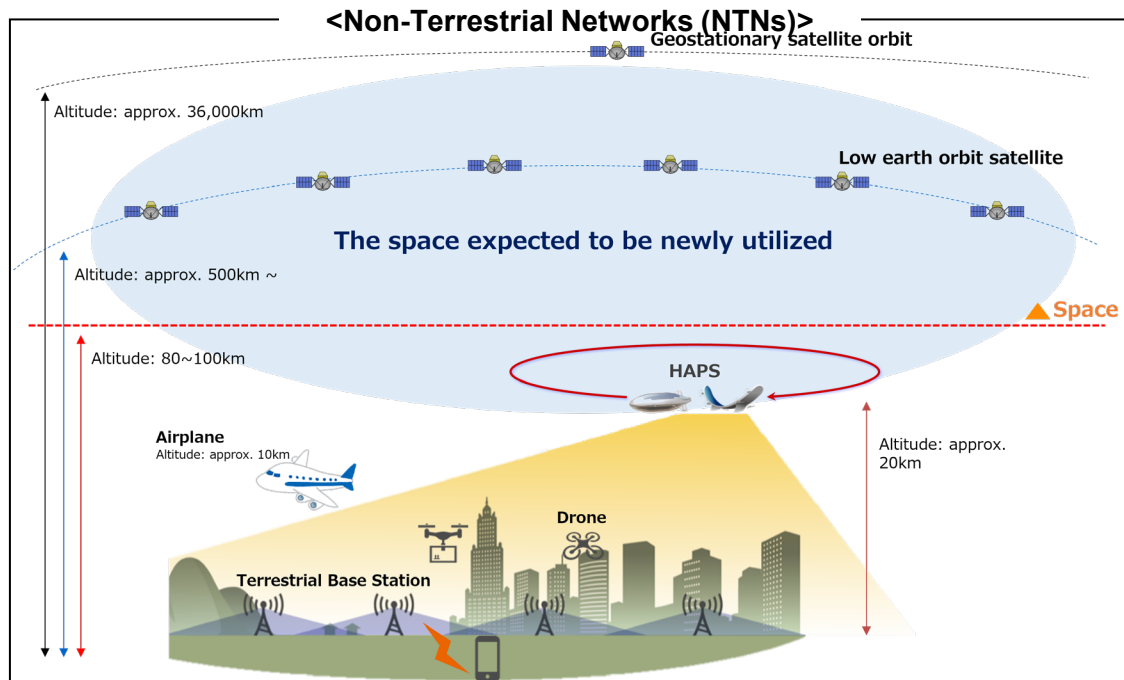 <Non-Terrestrial Networks (NTNs)>
Geostationary satellite orbit
Altitude: approx. 36,000km
Low earth orbit satellite
The space expected to be newly utilized
Altitude: approx. 500km ~
Space
Altitude: 80~100km
HAPS
Airplane
Altitude: approx. 10km
Altitude: approx.
20km
Drone
Terrestrial Base Station